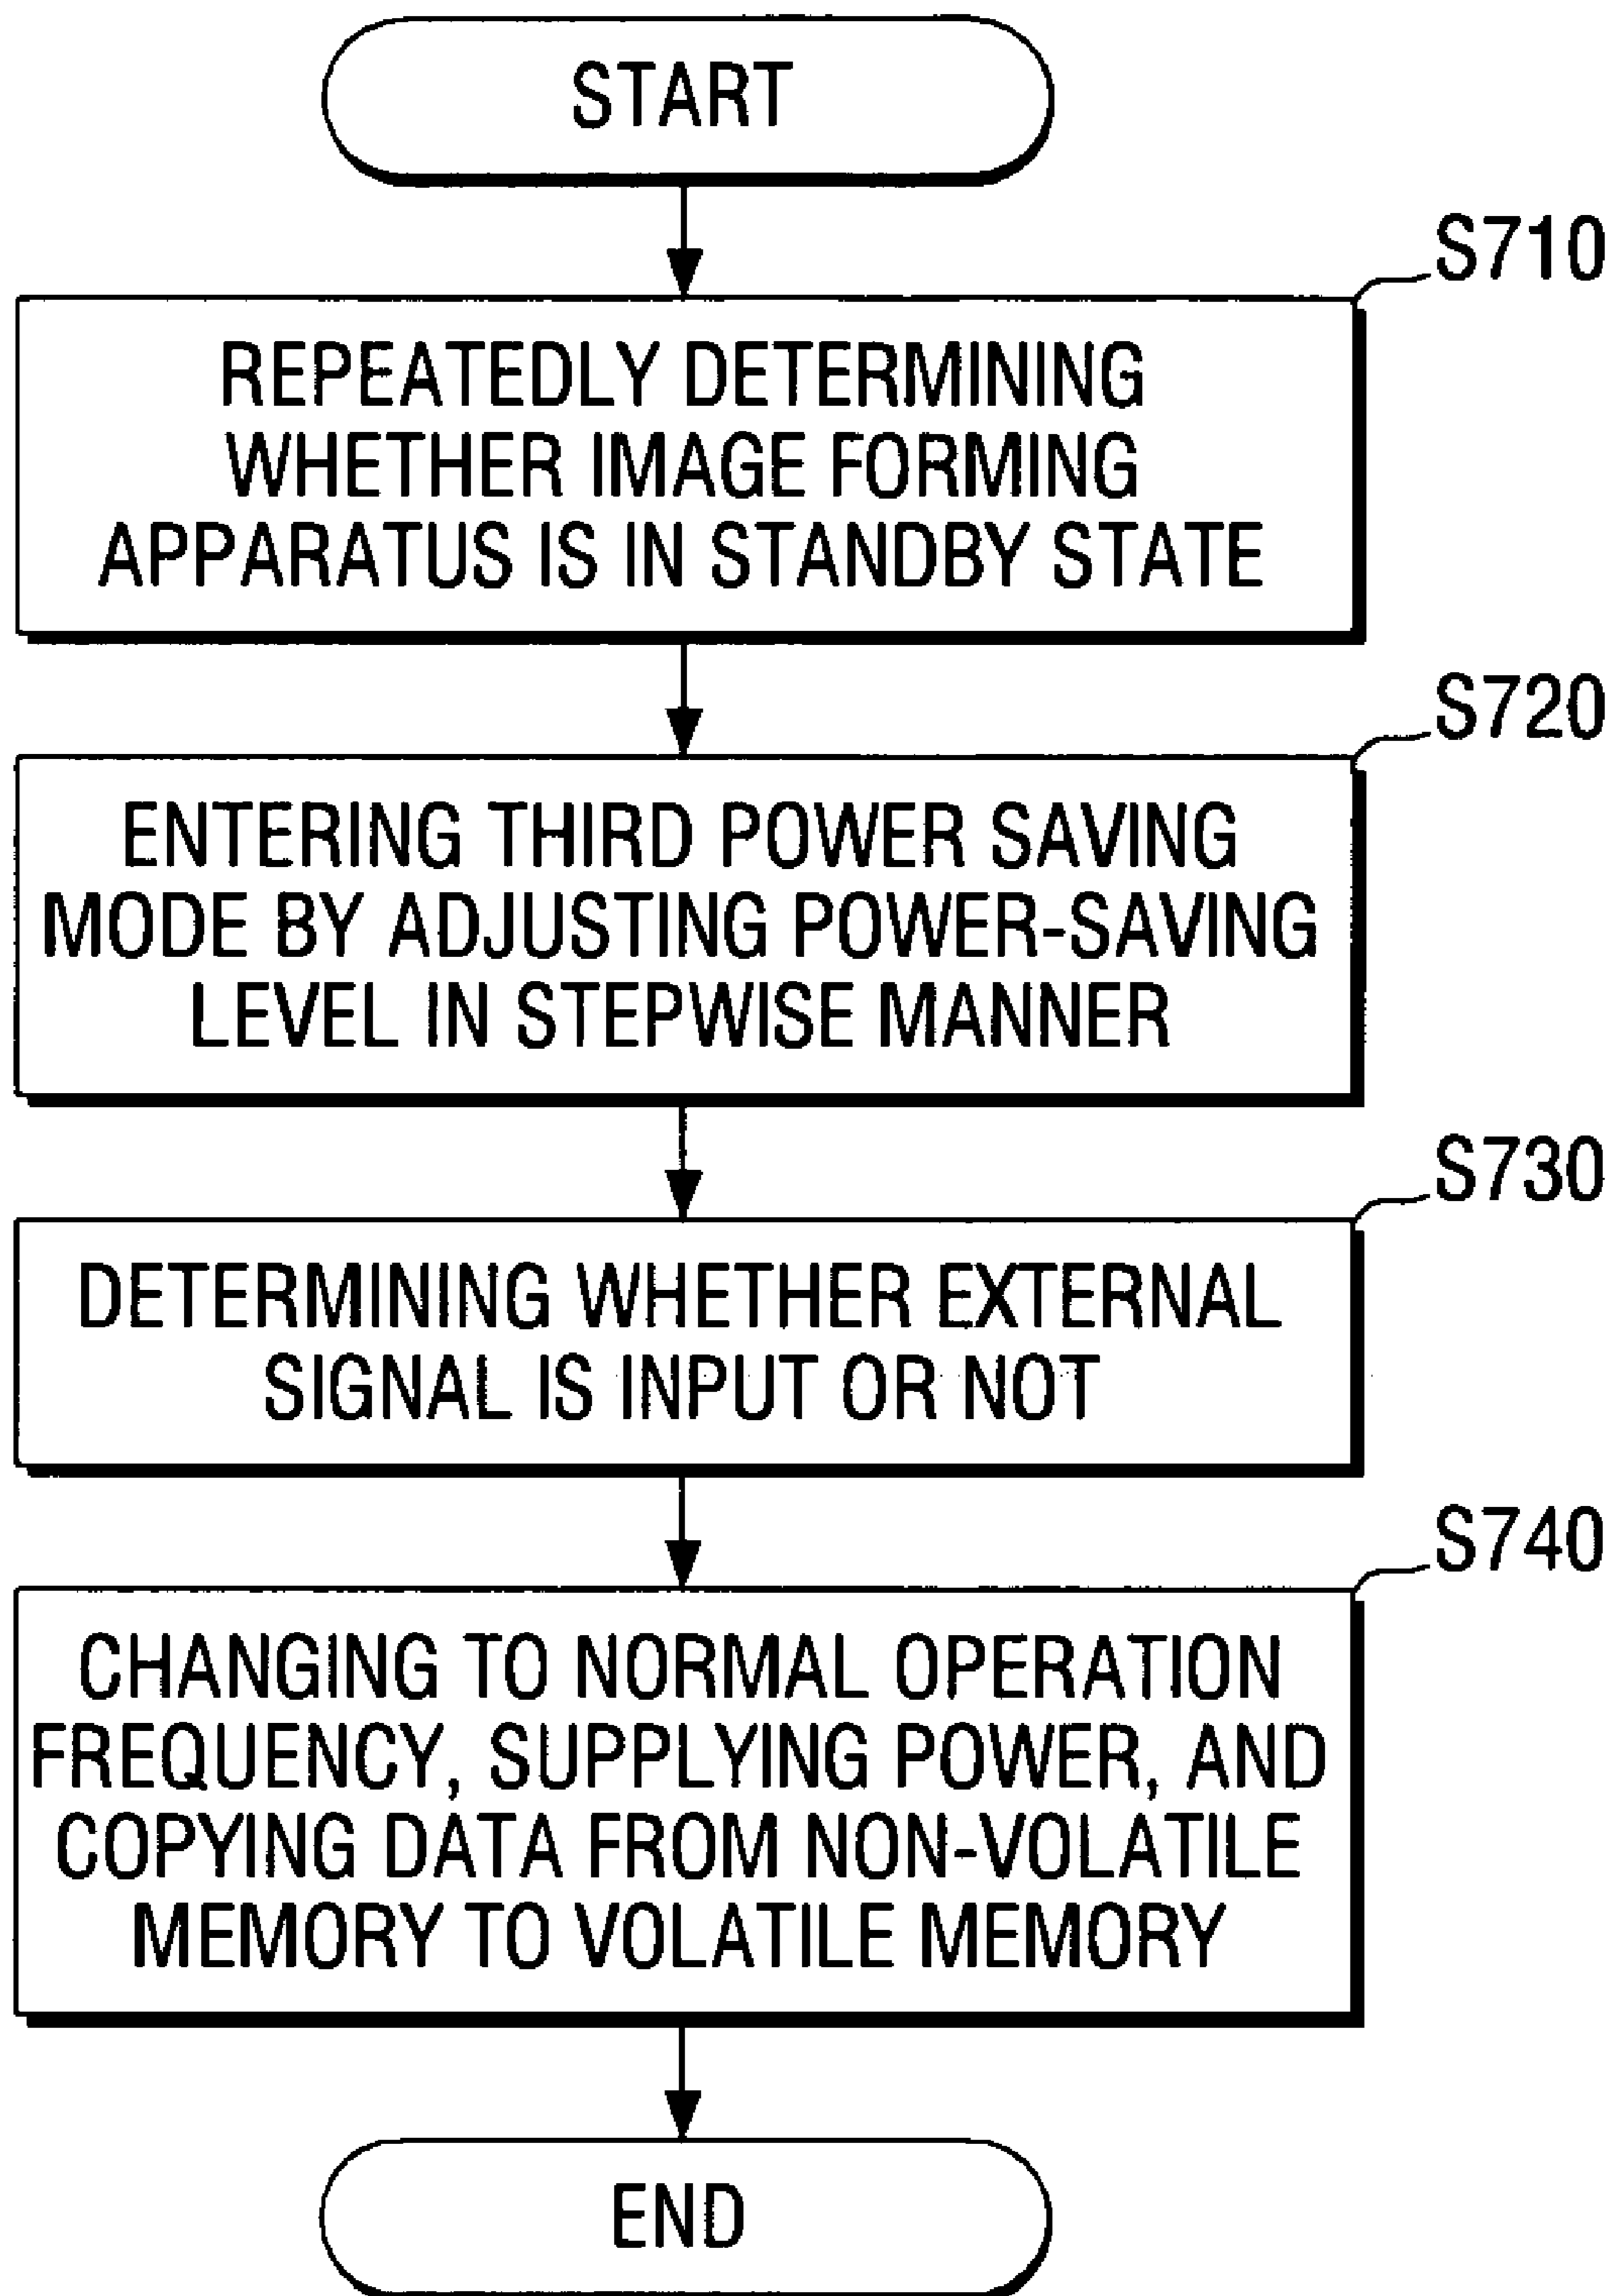 START
S710
REPEATEDLY DETERMINING
WHETHER IMAGE FORMING
APPARATUS IS IN STANDBY STATE
S720
ENTERING THIRD POWER SAVING
MODE BY ADJUSTING POWER-SAVING
LEVEL IN STEPWISE MANNER
S730
DETERMINING WHETHER EXTERNAL
SIGNAL IS INPUT OR NOT
S740
CHANGING TO NORMAL OPERATION
FREQUENCY, SUPPLYING POWER, AND
COPYING DATA FROM NON-VOLATILE
MEMORY TO VOLATILE MEMORY
END